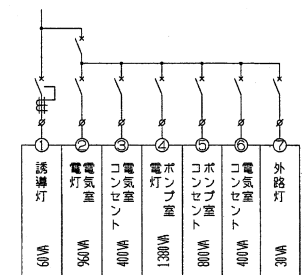 ① ② ③ ④ ⑤ ⑥ ⑦
誘導灯
60VA
電気室
電灯
960VA
電気室
コンセント
400VA
ポンプ室
電灯
1380VA
ポンプ室
コンセント
800VA
電気室
コンセント
400VA
外路灯
30VA